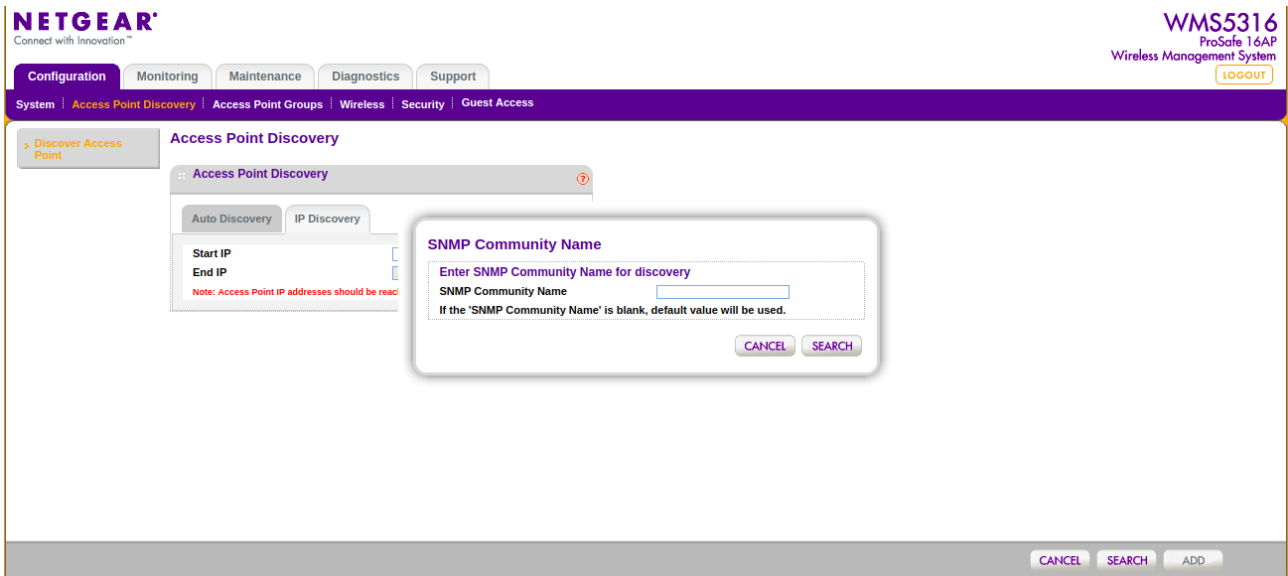 NETGEAR®
Connect with Innovation™
WMS5316
ProSafe 16AP
Wireless Management System
LOGOUT
Configuration Monitoring Maintenance Diagnostics Support
System Access Point Discovery Access Point Groups Wireless Security Guest Access
Discover Access
Point
Access Point Discovery
Access Point Discovery
?
Auto Discovery IP Discovery
Start IP
End IP
Note: Access Point IP addresses should be
SNMP Community Name
Enter SNMP Community Name for discovery
SNMP Community Name
If the 'SNMP Community Name' is blank, default value will be used.
CANCEL SEARCH
CANCEL SEARCH ADD